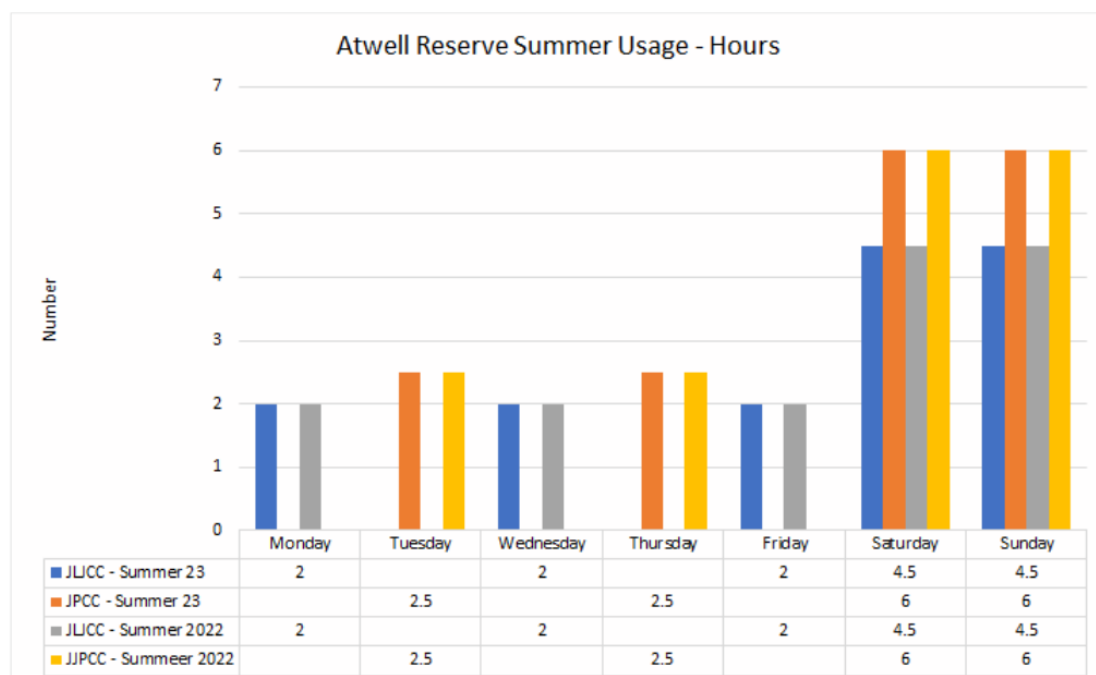 Atwell Reserve Summer Usage - Hours
Number
7
6
5
4
3
2
1
0
Monday Tuesday Wednesday Thursday Friday Saturday Sunday
JLJCC - Summer 23 2 2 2 4.5 4.5
JPCC - Summer 23 2.5 2.5 6 6
JLJCC - Summer 2022 2 2 2 4.5 4.5
JJPCC - Summeer 2022 2.5 2.5 6 6